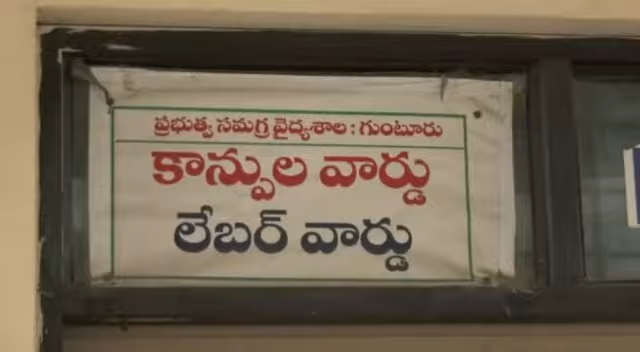 ప్రభుత్వ సమగ్ర వైద్యశాల : గుంటూరు
కాన్పుల వార్డు
లేబర్ వార్డు